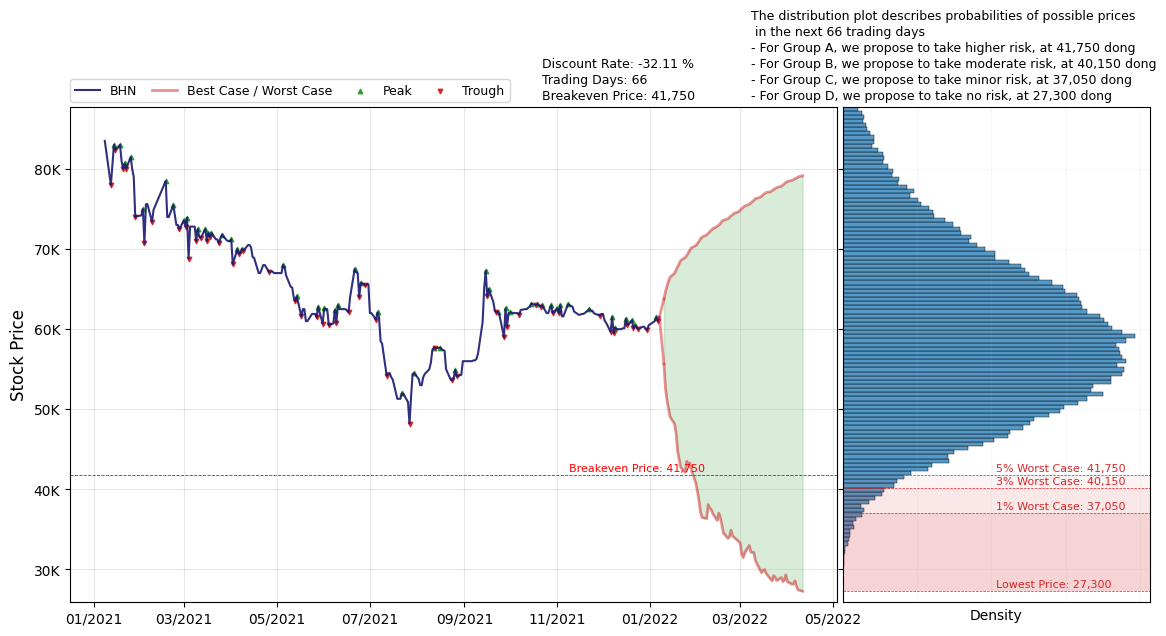 The distribution plot describes probabilities of possible prices
in the next 66 trading days
- For Group A, we propose to take higher risk, at 41,750 dong
- For Group B, we propose to take moderate risk, at 40,150 dong
- For Group C, we propose to take minor risk, at 37,050 dong
- For Group D, we propose to take no risk, at 27,300 dong
Discount Rate: -32.11 %
Trading Days: 66
Breakeven Price: 41,750
BHN Best Case / Worst Case Peak Trough
Stock Price
80K
70K
60K
50K
40K
30K
Breakeven Price: 41,750
5% Worst Case: 41,750
3% Worst Case: 40,150
1% Worst Case: 37,050
Lowest Price: 27,300
01/2021 03/2021 05/2021 07/2021 09/2021 11/2021 01/2022 03/2022 05/2022
Density